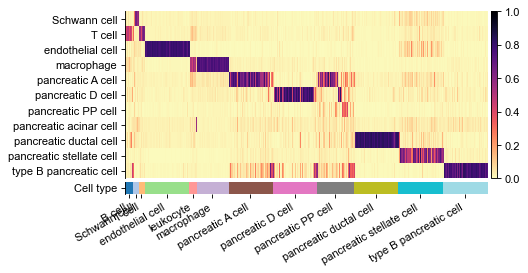 Schwann cell
T cell
endothelial cell
macrophage
pancreatic A cell
pancreatic D cell
pancreatic PP cell
pancreatic acinar cell
pancreatic ductal cell
pancreatic stellate cell
type B pancreatic cell
Cell type
1.0
0.8
0.6
0.4
0.2
0.0
B cell
Schwann cell
endothelial cell
leukocyte
macrophage
pancreatic A cell
pancreatic D cell
pancreatic PP cell
pancreatic ductal cell
pancreatic stellate cell
type B pancreatic cell